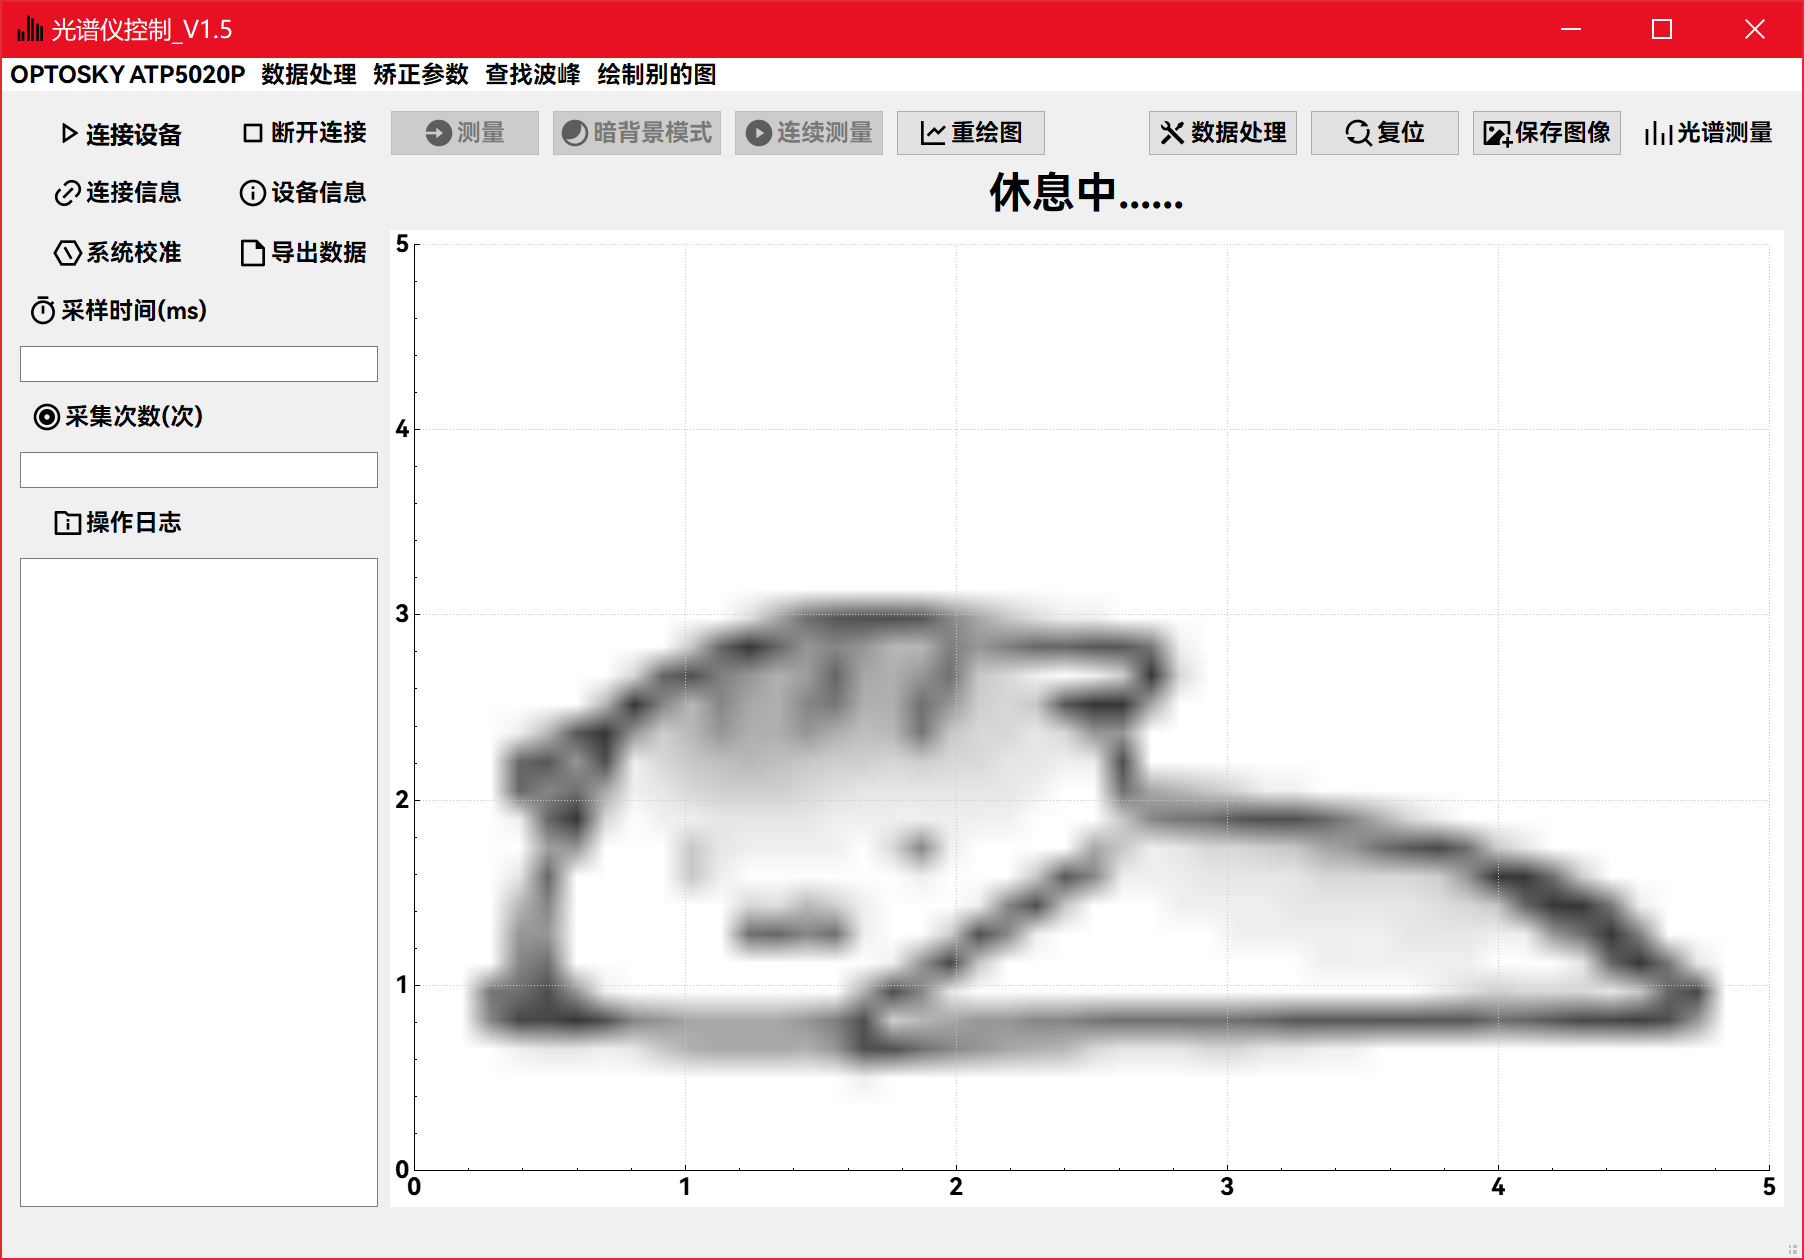 光谱仪控制_V1.5
OPTOSKY ATP5020P 数据处理 矫正参数 查找波峰 绘制别的图
连接设备 断开连接 测量 暗背景模式 连续测量 重绘图 数据处理 复位 保存图像 光谱测量
连接信息 设备信息
休息中......
系统校准 导出数据
采样时间(ms)
采集次数(次)
操作日志
5
4
3
2
1
0
0 1 2 3 4 5